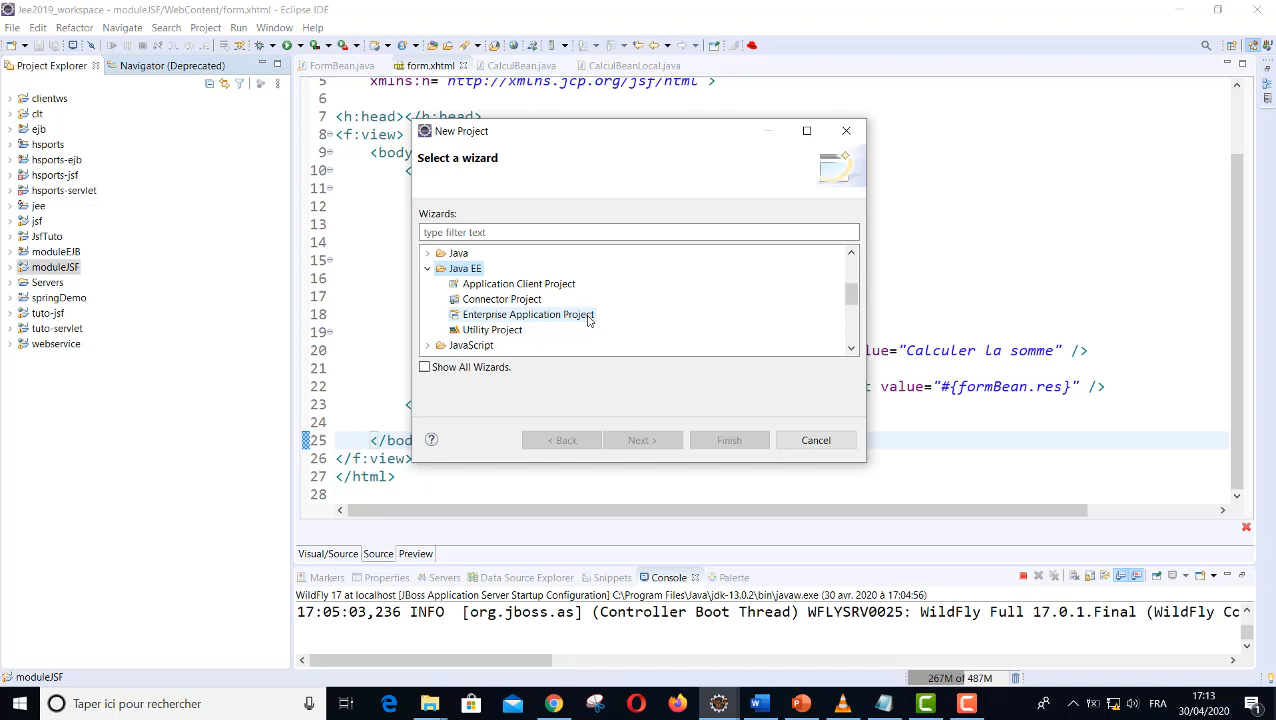 Jee2019_workspace - moduleJSF/WebContent/form.xhtml - Eclipse IDE
File Edit Refactor Navigate Search Project Run Window Help
Project Explorer Navigator (Deprecated) FormBean.java form.xhtml CalculBean.java CalculBeanLocal.java
clientws
clt
ejb
hsports
hsports-ejb
hsports-jsf
hsports-servlet
jee
jsf
JsfTuto
moduleEJB
moduleJSF
Servers
springDemo
tuto-jsf
tuto-servlet
webservice
5 xmlns:h="http://xmlns.jcp.org/jsf/html">
6
7 <h:head></h:head>
8 <f:view>
9 <body
10 <
11
12
13
14
15
16
17
18
19
20 lue="Calculer la somme" />
21
22 t value="#{formBean.res}" />
23 <
24
25 </bod
26 </f:view>
27 </html>
28
New Project
Select a wizard
Wizards:
type filter text
Java
Java EE
Application Client Project
Connector Project
Enterprise Application Project
Utility Project
JavaScript
Show All Wizards.
< Back Next > Finish Cancel
Visual/Source Source Preview
Markers Properties Servers Data Source Explorer Snippets Console Palette
WildFly 17 at localhost [JBoss Application Server Startup Configuration] C:\Program Files\Java\jdk-13.0.2\bin\javaw.exe (30 avr. 2020 à 17:04:56)
17:05:03,236 INFO [org.jboss.as] (Controller Boot Thread) WFLYSRV0025: WildFly Full 17.0.1.Final (WildFly Co
moduleJSF 267M of 487M
Taper ici pour rechercher FRA 17:13
30/04/2020